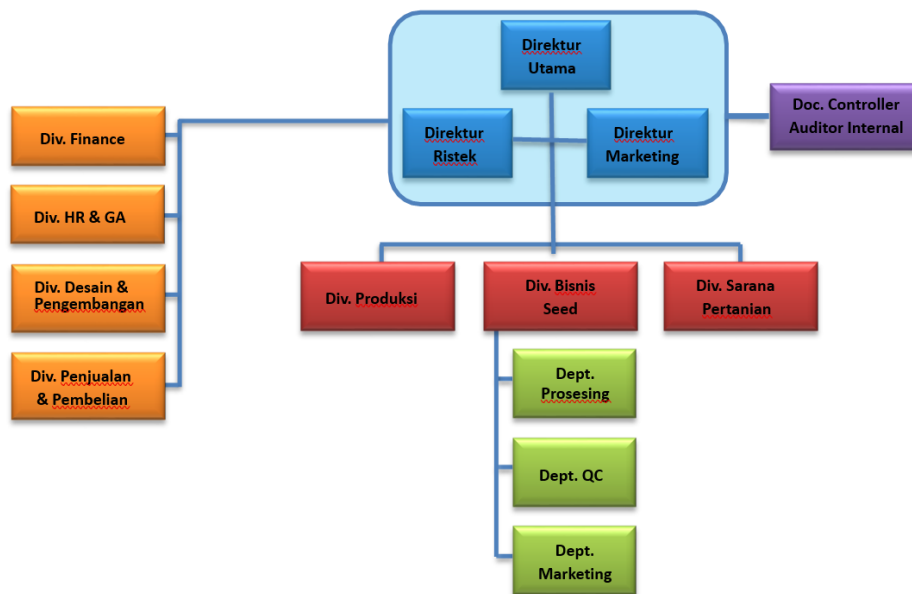 Direktur
Utama
Direktur
Ristek
Direktur
Marketing
Doc. Controller
Auditor Internal
Div. Finance
Div. HR & GA
Div. Desain &
Pengembangan
Div. Penjualan
& Pembelian
Div. Produksi
Div. Bisnis
Seed
Div. Sarana
Pertanian
Dept.
Prosesing
Dept. QC
Dept.
Marketing